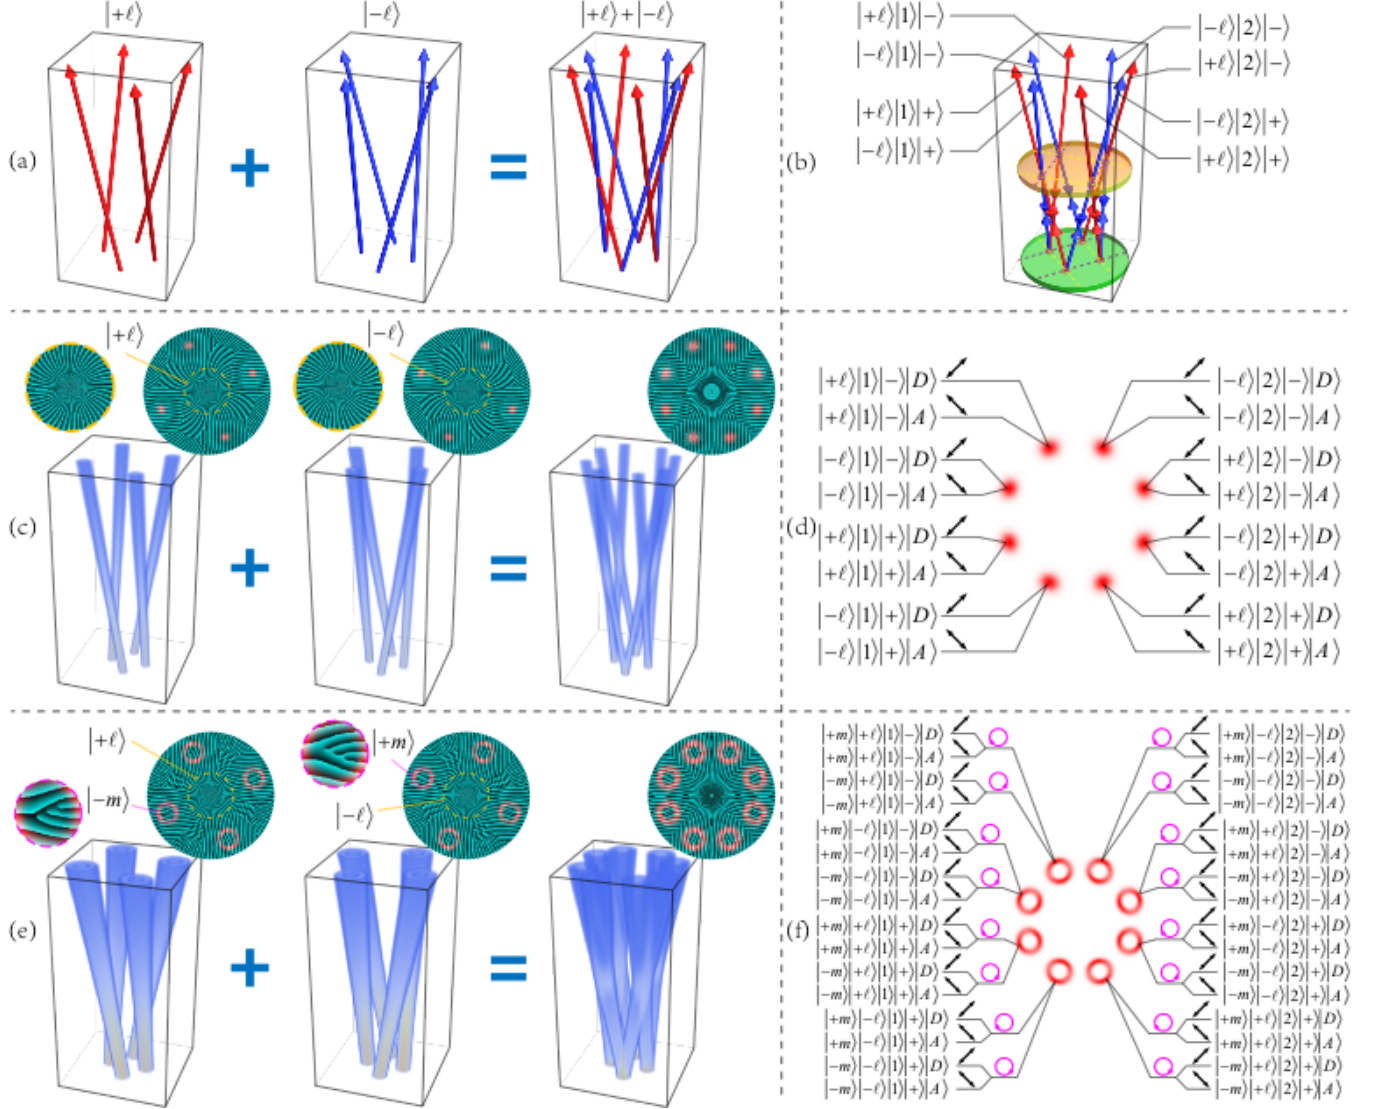 |+ℓ⟩
|−ℓ⟩
|+ℓ⟩+|−ℓ⟩
(a)
+
=
(b)
|+ℓ⟩|1⟩|−⟩
|−ℓ⟩|1⟩|−⟩
|+ℓ⟩|1⟩|+⟩
|−ℓ⟩|1⟩|+⟩
|−ℓ⟩|2⟩|−⟩
|+ℓ⟩|2⟩|−⟩
|−ℓ⟩|2⟩|+⟩
|+ℓ⟩|2⟩|+⟩
|+ℓ⟩
|−ℓ⟩
(c)
+
=
(d)
|+ℓ⟩|1⟩|−⟩|D⟩
|+ℓ⟩|1⟩|−⟩|A⟩
|−ℓ⟩|1⟩|−⟩|D⟩
|−ℓ⟩|1⟩|−⟩|A⟩
|+ℓ⟩|1⟩|+⟩|D⟩
|+ℓ⟩|1⟩|+⟩|A⟩
|−ℓ⟩|1⟩|+⟩|D⟩
|−ℓ⟩|1⟩|+⟩|A⟩
|−ℓ⟩|2⟩|−⟩|D⟩
|−ℓ⟩|2⟩|−⟩|A⟩
|+ℓ⟩|2⟩|−⟩|D⟩
|+ℓ⟩|2⟩|−⟩|A⟩
|−ℓ⟩|2⟩|+⟩|D⟩
|−ℓ⟩|2⟩|+⟩|A⟩
|+ℓ⟩|2⟩|+⟩|D⟩
|+ℓ⟩|2⟩|+⟩|A⟩
|+ℓ⟩
|−m⟩
|+m⟩
|−ℓ⟩
(e)
+
=
(f)
|+m⟩|+ℓ⟩|1⟩|−⟩|D⟩
|+m⟩|+ℓ⟩|1⟩|−⟩|A⟩
|−m⟩|+ℓ⟩|1⟩|−⟩|D⟩
|−m⟩|+ℓ⟩|1⟩|−⟩|A⟩
|+m⟩|−ℓ⟩|1⟩|−⟩|D⟩
|+m⟩|−ℓ⟩|1⟩|−⟩|A⟩
|−m⟩|−ℓ⟩|1⟩|−⟩|D⟩
|−m⟩|−ℓ⟩|1⟩|−⟩|A⟩
|+m⟩|+ℓ⟩|1⟩|+⟩|D⟩
|+m⟩|+ℓ⟩|1⟩|+⟩|A⟩
|−m⟩|+ℓ⟩|1⟩|+⟩|D⟩
|−m⟩|+ℓ⟩|1⟩|+⟩|A⟩
|+m⟩|−ℓ⟩|1⟩|+⟩|D⟩
|+m⟩|−ℓ⟩|1⟩|+⟩|A⟩
|−m⟩|−ℓ⟩|1⟩|+⟩|D⟩
|−m⟩|−ℓ⟩|1⟩|+⟩|A⟩
|+m⟩|−ℓ⟩|2⟩|−⟩|D⟩
|+m⟩|−ℓ⟩|2⟩|−⟩|A⟩
|−m⟩|−ℓ⟩|2⟩|−⟩|D⟩
|−m⟩|−ℓ⟩|2⟩|−⟩|A⟩
|+m⟩|+ℓ⟩|2⟩|−⟩|D⟩
|+m⟩|+ℓ⟩|2⟩|−⟩|A⟩
|−m⟩|+ℓ⟩|2⟩|−⟩|D⟩
|−m⟩|+ℓ⟩|2⟩|−⟩|A⟩
|+m⟩|−ℓ⟩|2⟩|+⟩|D⟩
|+m⟩|−ℓ⟩|2⟩|+⟩|A⟩
|−m⟩|−ℓ⟩|2⟩|+⟩|D⟩
|−m⟩|−ℓ⟩|2⟩|+⟩|A⟩
|+m⟩|+ℓ⟩|2⟩|+⟩|D⟩
|+m⟩|+ℓ⟩|2⟩|+⟩|A⟩
|−m⟩|+ℓ⟩|2⟩|+⟩|D⟩
|−m⟩|+ℓ⟩|2⟩|+⟩|A⟩